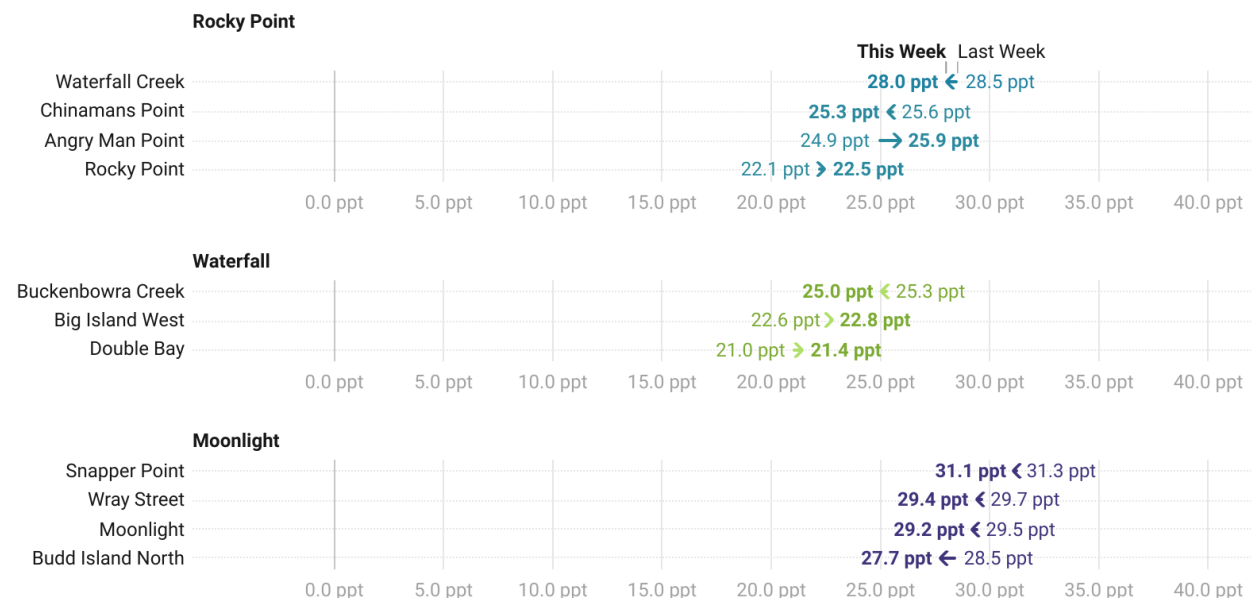 Rocky Point
This Week Last Week
Waterfall Creek 28.0 ppt 28.5 ppt
Chinamans Point 25.3 ppt 25.6 ppt
Angry Man Point 24.9 ppt 25.9 ppt
Rocky Point 22.1 ppt 22.5 ppt
0.0 ppt 5.0 ppt 10.0 ppt 15.0 ppt 20.0 ppt 25.0 ppt 30.0 ppt 35.0 ppt 40.0 ppt
Waterfall
Buckenbowra Creek 25.0 ppt 25.3 ppt
Big Island West 22.6 ppt 22.8 ppt
Double Bay 21.0 ppt 21.4 ppt
0.0 ppt 5.0 ppt 10.0 ppt 15.0 ppt 20.0 ppt 25.0 ppt 30.0 ppt 35.0 ppt 40.0 ppt
Moonlight
Snapper Point 31.1 ppt 31.3 ppt
Wray Street 29.4 ppt 29.7 ppt
Moonlight 29.2 ppt 29.5 ppt
Budd Island North 27.7 ppt 28.5 ppt
0.0 ppt 5.0 ppt 10.0 ppt 15.0 ppt 20.0 ppt 25.0 ppt 30.0 ppt 35.0 ppt 40.0 ppt